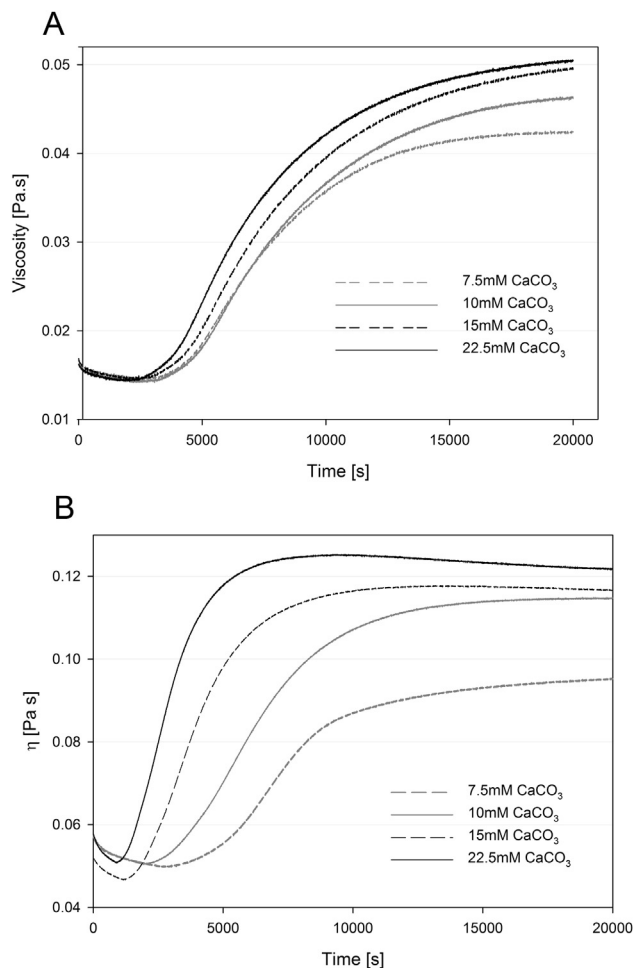 A
0.05
0.04
0.03
0.02
0.01
Viscosity [Pa.s]
7.5mM CaCO₃
10mM CaCO₃
15mM CaCO₃
22.5mM CaCO₃
0 5000 10000 15000 20000
Time [s]
B
0.12
0.10
0.08
0.06
0.04
η [Pa s]
7.5mM CaCO₃
10mM CaCO₃
15mM CaCO₃
22.5mM CaCO₃
0 5000 10000 15000 20000
Time [s]